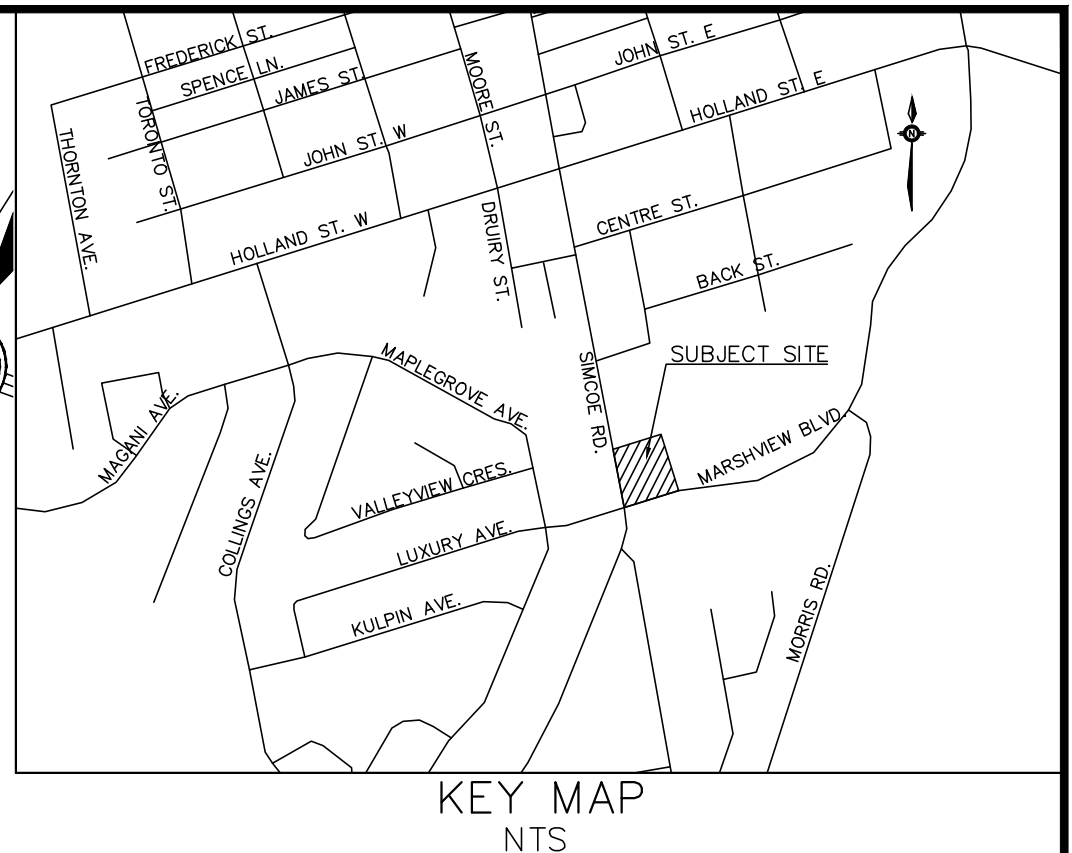 FREDERICK ST.
SPENCE LN.
JAMES ST.
JOHN ST. W
MOORE ST.
JOHN ST. E
HOLLAND ST. E
N
THORNTON AVE.
TORONTO ST.
HOLLAND ST. W
DRUIRY ST.
CENTRE ST.
BACK ST.
SIMCOE RD.
SUBJECT SITE
MAPLEGROVE AVE.
MAGANI AVE.
MARSHVIEW BLVD.
COLLINGS AVE.
VALLEYVIEW CRES.
LUXURY AVE.
KULPIN AVE.
MORRIS RD.
KEY MAP
NTS